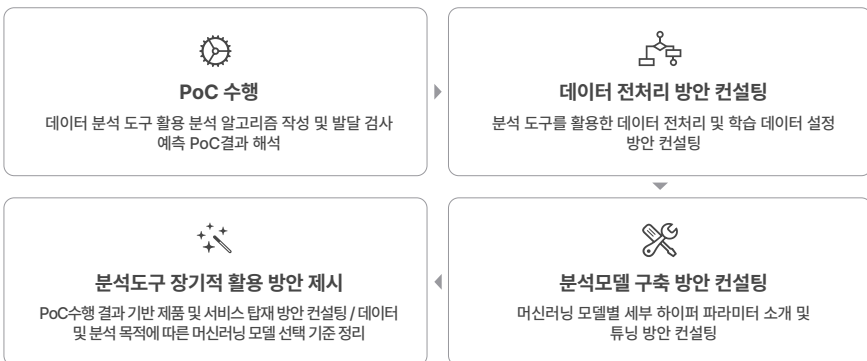 PoC 수행
데이터 분석 도구 활용 분석 알고리즘 작성 및 발달 검사
예측 PoC결과 해석
데이터 전처리 방안 컨설팅
분석 도구를 활용한 데이터 전처리 및 학습 데이터 설정
방안 컨설팅
분석모델 구축 방안 컨설팅
머신러닝 모델별 세부 하이퍼 파라미터 소개 및
튜닝 방안 컨설팅
분석도구 장기적 활용 방안 제시
PoC수행 결과 기반 제품 및 서비스 탑재 방안 컨설팅 / 데이터
및 분석 목적에 따른 머신러닝 모델 선택 기준 정리